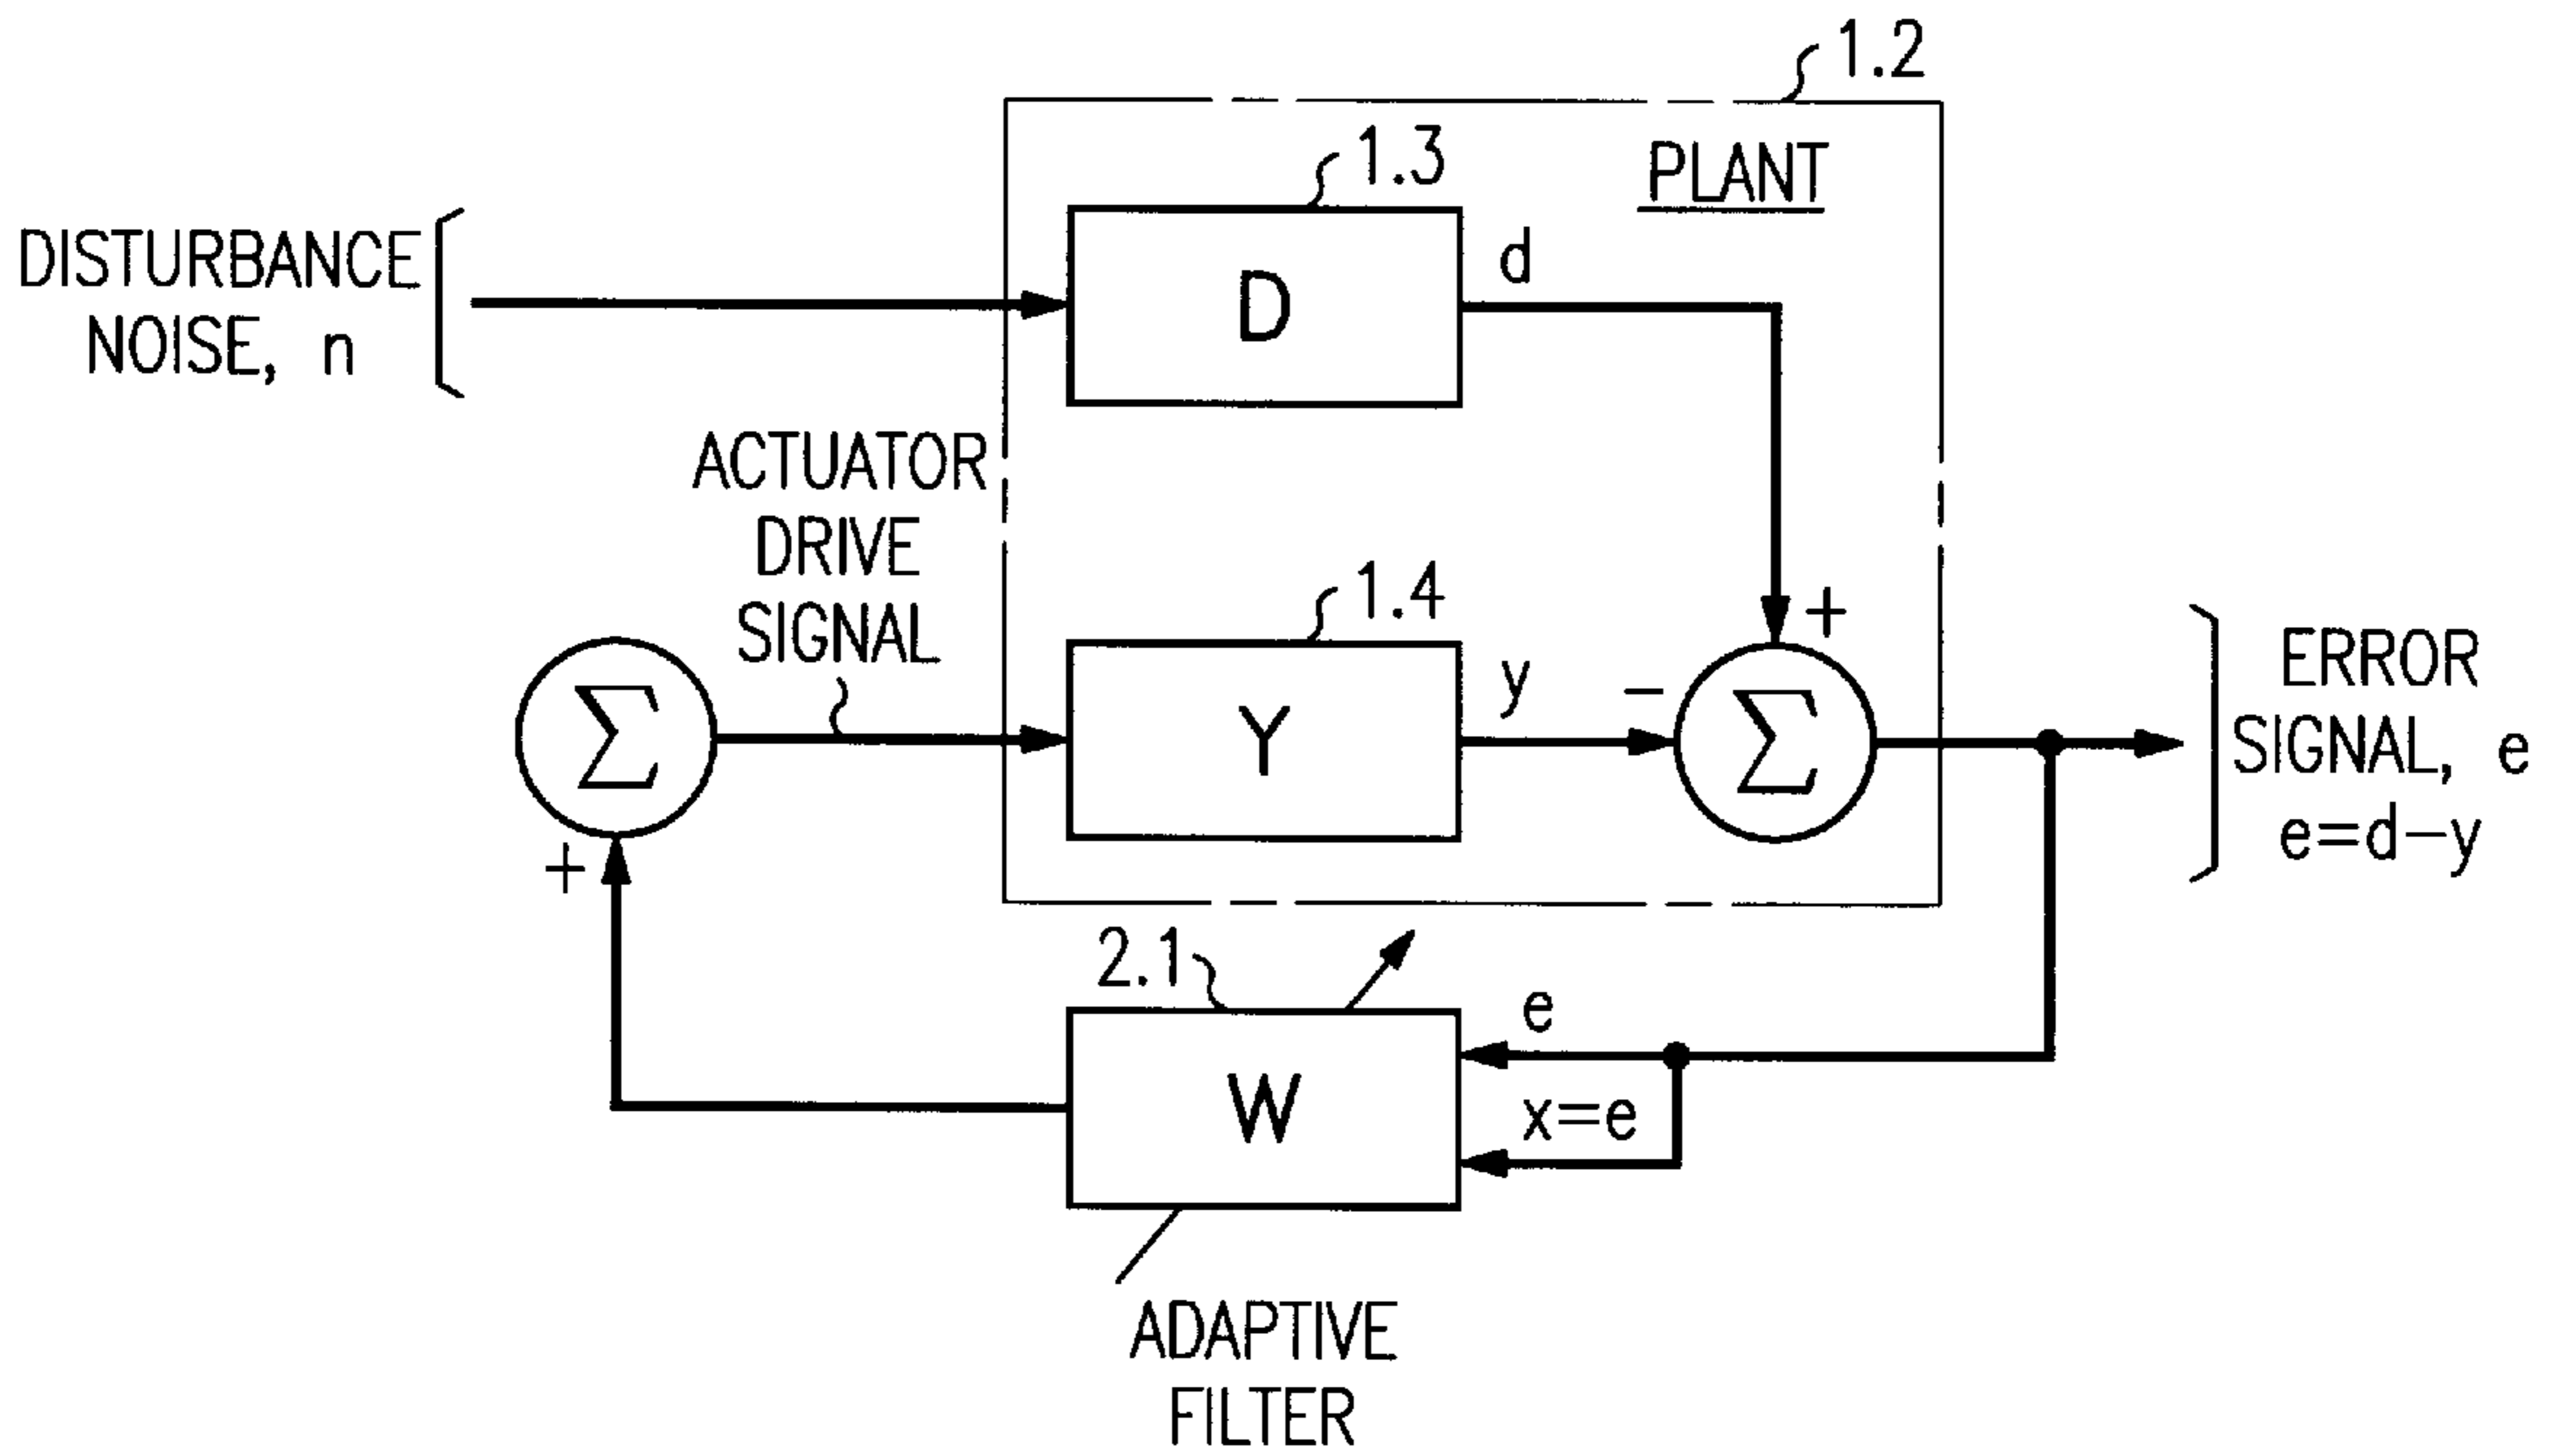 1.2
PLANT
1.3
DISTURBANCE
NOISE, n
D
d
ACTUATOR
DRIVE
SIGNAL
1.4
+
Σ
Y
y
−
Σ
ERROR
SIGNAL, e
e=d−y
+
2.1
W
e
x=e
ADAPTIVE
FILTER